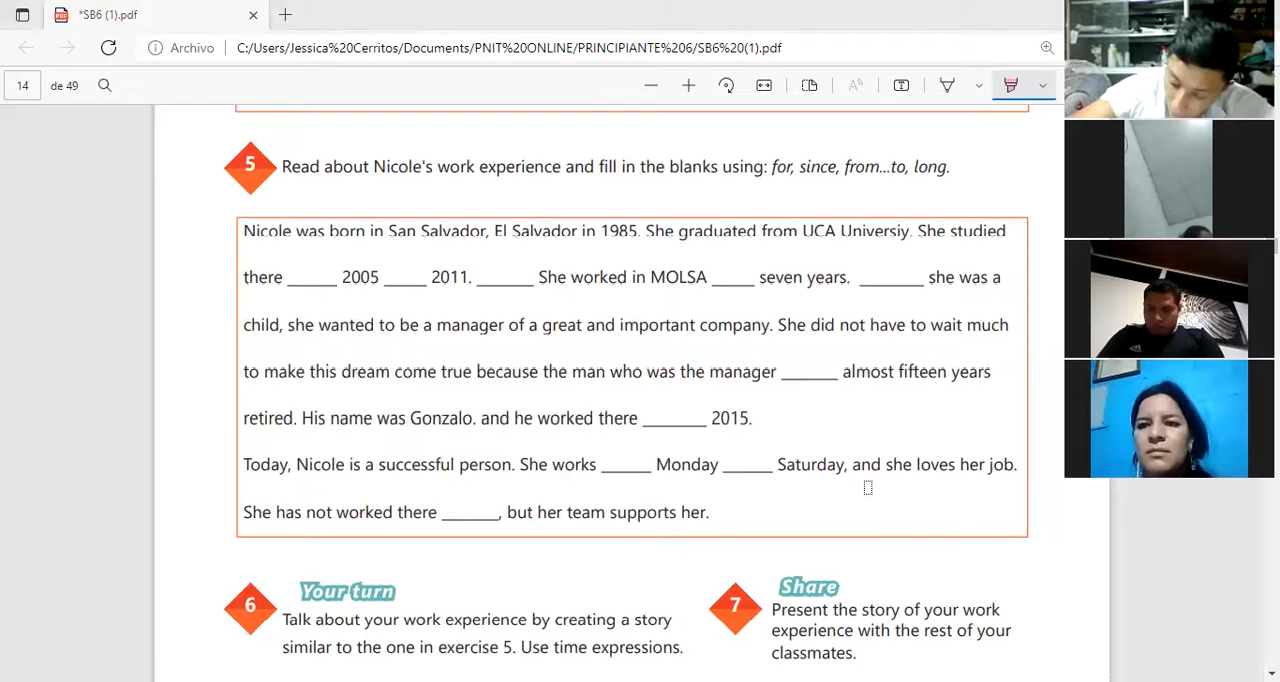 *SB6 (1).pdf
Archivo
C:/Users/Jessica%20Cerritos/Documents/PNIT%20ONLINE/PRINCIPIANTE%206/SB6%20(1).pdf
14 de 49
5 Read about Nicole's work experience and fill in the blanks using: for, since, from...to, long.
Nicole was born in San Salvador, El Salvador in 1985. She graduated from UCA Universiy. She studied
there _____ 2005 _____ 2011. _______ She worked in MOLSA _____ seven years. ________ she was a
child, she wanted to be a manager of a great and important company. She did not have to wait much
to make this dream come true because the man who was the manager _______ almost fifteen years
retired. His name was Gonzalo. and he worked there ________ 2015.
Today, Nicole is a successful person. She works ______ Monday ______ Saturday, and she loves her job.
She has not worked there _______, but her team supports her.
6 Your turn
Talk about your work experience by creating a story
similar to the one in exercise 5. Use time expressions.
7 Share
Present the story of your work
experience with the rest of your
classmates.